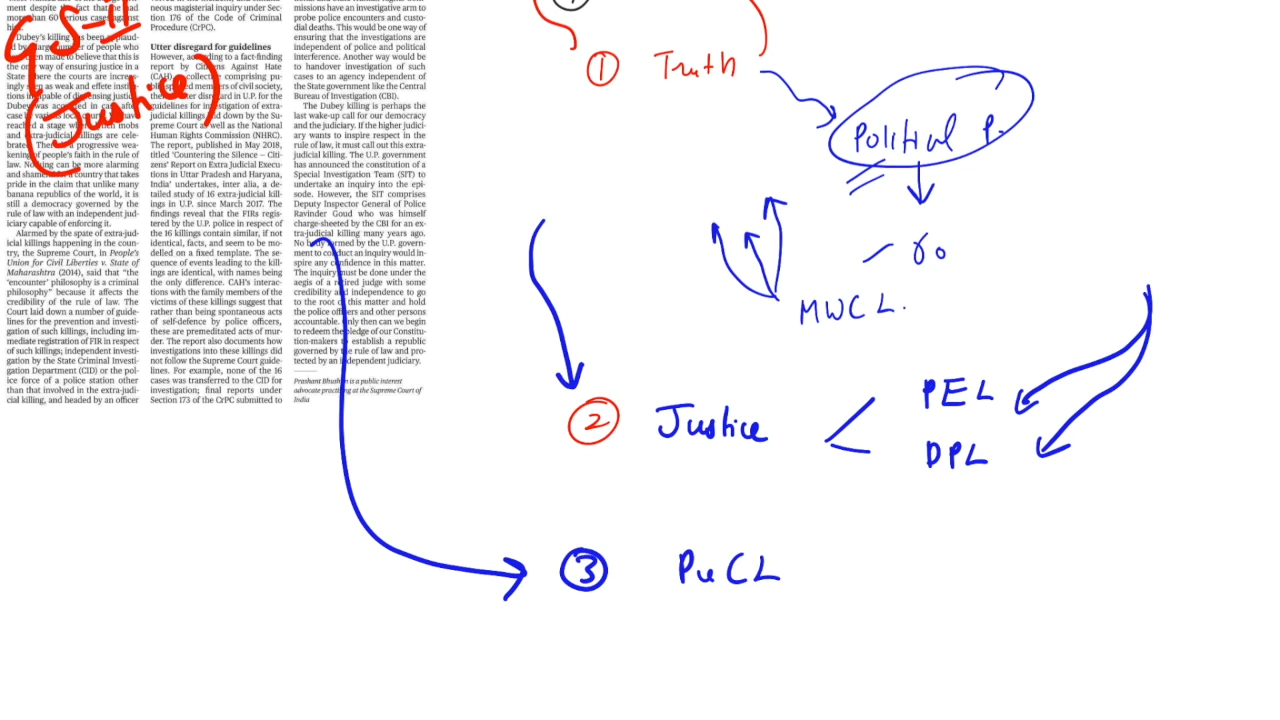 ment despite the fact that he had
more than 60 serious cases against
him.
Dubey's killing has been applaud-
ed by a large number of people who
been made to believe that this is
the only way of ensuring justice in a
State where the courts are increas-
ingly seen as weak and effete institu-
tions incapable of dispensing justice.
Dubey was acquitted in case after
case by various local courts. We have
reached a stage where when mobs
and extra-judicial killings are cele-
brated. There is a progressive wea-
kening of people's faith in the rule of
law. Nothing can be more alarming
and shameful for a country that takes
pride in the claim that unlike many
banana republics of the world, it is
still a democracy governed by the
rule of law with an independent jud-
iciary capable of enforcing it.
Alarmed by the spate of extra-jud-
icial killings happening in the coun-
try, the Supreme Court, in People's
Union for Civil Liberties v. State of
Maharashtra (2014), said that "the
'encounter' philosophy is a criminal
philosophy" because it affects the
credibility of the rule of law. The
Court laid down a number of guide-
lines for the prevention and investi-
gation of such killings, including im-
mediate registration of FIR in respect
of such killings; independent investi-
gation by the State Criminal Investi-
gation Department (CID) or the pol-
ice force of a police station other
than that involved in the extra-judi-
cial killing, and headed by an officer
neous magisterial inquiry under Sec-
tion 176 of the Code of Criminal
Procedure (CrPC).
Utter disregard for guidelines
However, according to a fact-finding
report by Citizens Against Hate
(CAH), a collective comprising pu-
members of civil society,
disregard in U.P. for the
guidelines for investigation of extra-
judicial killings laid down by the Su-
preme Court as well as the National
Human Rights Commission (NHRC).
The report, published in May 2018,
titled 'Countering the Silence – Citi-
zens' Report on Extra Judicial Execu-
tions in Uttar Pradesh and Haryana,
India' undertakes, inter alia, a de-
tailed study of 16 extra-judicial kill-
ings in U.P. since March 2017. The
findings reveal that the FIRs regis-
tered by the U.P. police in respect of
the 16 killings contain similar, if not
identical, facts, and seem to be mo-
delled on a fixed template. The se-
quence of events leading to the kill-
ings are identical, with names being
the only difference. CAH's interac-
tions with the family members of the
victims of these killings suggest that
rather than being spontaneous acts
of self-defence by police officers,
these are premeditated acts of mur-
der. The report also documents how
investigations into these killings did
not follow the Supreme Court guide-
lines. For example, none of the 16
cases was transferred to the CID for
investigation; final reports under
Section 173 of the CrPC submitted to
missions have an investigative arm to
probe police encounters and custo-
dial deaths. This would be one way of
ensuring that the investigations are
independent of police and political
interference. Another way would be
to handover investigation of such
cases to an agency independent of
the State government like the Central
Bureau of Investigation (CBI).
The Dubey killing is perhaps the
last wake-up call for our democracy
and the judiciary. If the higher judici-
ary wants to inspire respect in the
rule of law, it must call out this extra-
judicial killing. The U.P. government
has announced the constitution of a
Special Investigation Team (SIT) to
undertake an inquiry into the epi-
sode. However, the SIT comprises
Deputy Inspector General of Police
Ravinder Goud who was himself
charge-sheeted by the CBI for an ex-
tra-judicial killing many years ago.
No body formed by the U.P. govern-
ment to conduct an inquiry would in-
spire any confidence in this matter.
The inquiry must be done under the
aegis of a retired judge with some
credibility and independence to go
to the root of this matter and hold
the police officers and other persons
accountable. Only then can we begin
to redeem the pledge of our Constitu-
tion-makers to establish a republic
governed by the rule of law and pro-
tected by an independent judiciary.
Prashant Bhushan is a public interest
advocate practising at the Supreme Court of
India
GS-II
(Justice)
1 Truth
Political P.
MWCL.
2 Justice < PEL
DPL
3 PuCL